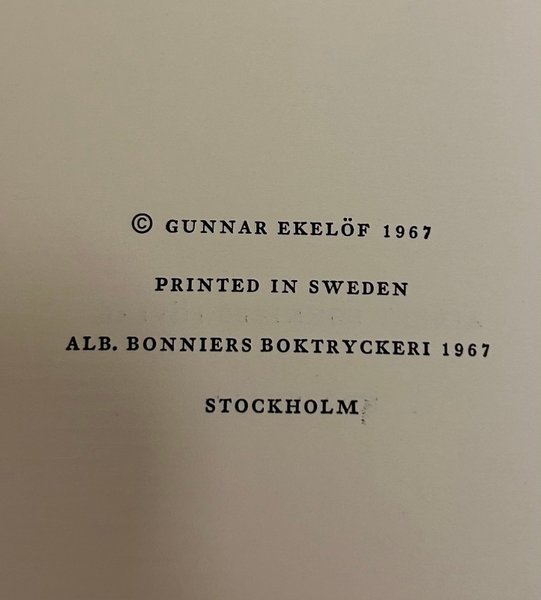 © GUNNAR EKELÖF 1967
PRINTED IN SWEDEN
ALB. BONNIERS BOKTRYCKERI 1967
STOCKHOLM